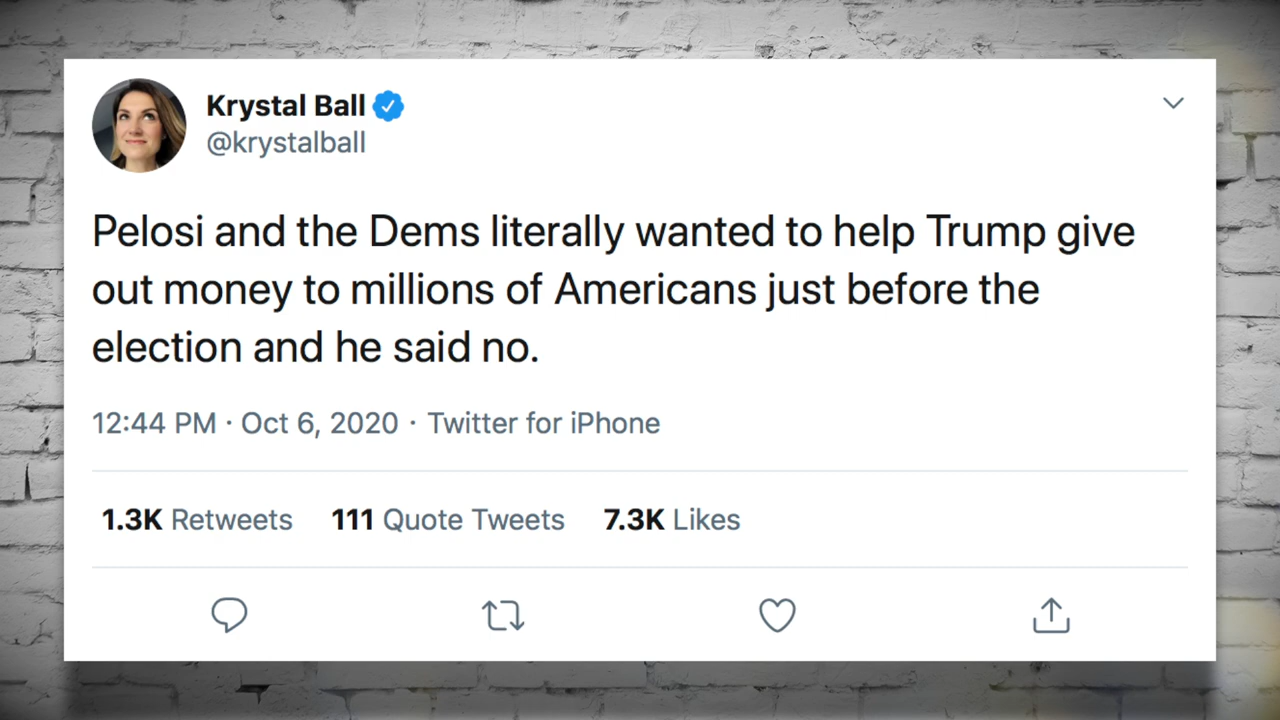 Krystal Ball
@krystalball
Pelosi and the Dems literally wanted to help Trump give
out money to millions of Americans just before the
election and he said no.
12:44 PM · Oct 6, 2020 · Twitter for iPhone
1.3K Retweets 111 Quote Tweets 7.3K Likes